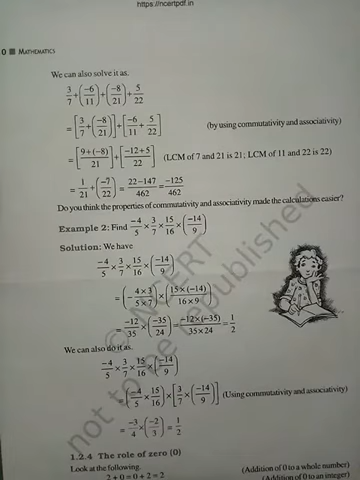 https://ncertpdf.in
0 ■ MATHEMATICS
We can also solve it as.
3/7 + (-6/11) + (-8/21) + 5/22
= [3/7 + (-8/21)] + [-6/11 + 5/22] (by using commutativity and associativity)
= [9+(-8)/21] + [-12+5/22] (LCM of 7 and 21 is 21; LCM of 11 and 22 is 22)
= 1/21 + (-7/22) = 22-147/462 = -125/462
Do you think the properties of commutativity and associativity made the calculations easier?
Example 2: Find -4/5 × 3/7 × 15/16 × (-14/9)
Solution: We have
-4/5 × 3/7 × 15/16 × (-14/9)
= (- 4×3/5×7) × (15×(-14)/16×9)
= -12/35 × (-35/24) = -12×(-35)/35×24 = 1/2
We can also do it as.
-4/5 × 3/7 × 15/16 × (-14/9)
= (-4/5 × 15/16) × [3/7 × (-14/9)] (Using commutativity and associativity)
= -3/4 × (-2/3) = 1/2
1.2.4 The role of zero (0)
Look at the following.
2 + 0 = 0 + 2 = 2 (Addition of 0 to a whole number)
(Addition of 0 to an integer)
© NCERT
not to be republished